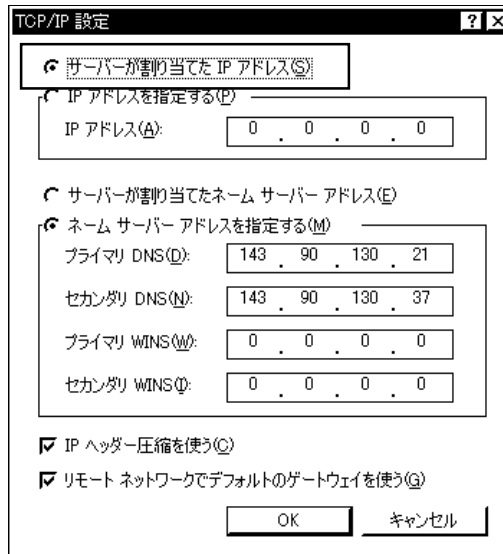 TCP/IP 設定
サーバーが割り当てた IP アドレス(S)
IP アドレスを指定する(P)
IP アドレス(A): 0 . 0 . 0 . 0
サーバーが割り当てたネーム サーバー アドレス(E)
ネーム サーバー アドレスを指定する(M)
プライマリ DNS(D): 143 . 90 . 130 . 21
セカンダリ DNS(N): 143 . 90 . 130 . 37
プライマリ WINS(W): 0 . 0 . 0 . 0
セカンダリ WINS(I): 0 . 0 . 0 . 0
IP ヘッダー圧縮を使う(C)
リモート ネットワークでデフォルトのゲートウェイを使う(G)
OK キャンセル